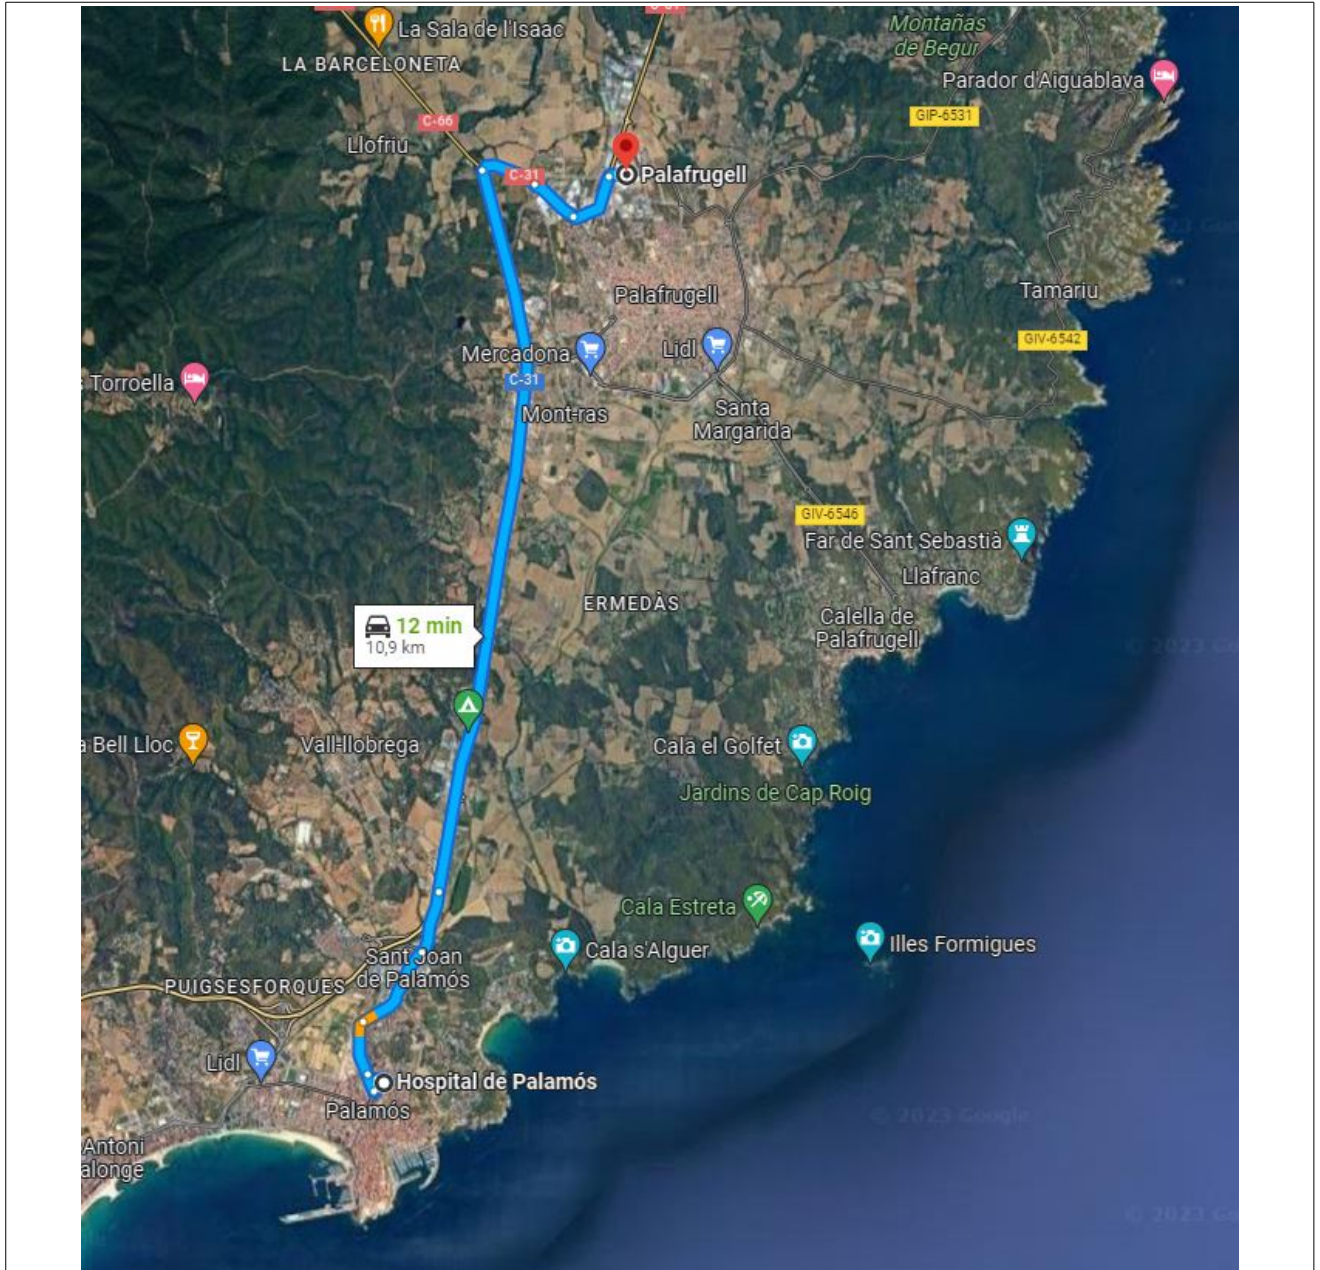 La Sala de l'Isaac
Montañas
de Begur
LA BARCELONETA
Parador d'Aiguablava
GIP-6531
C-66
Llofriu
C-31
Palafrugell
Palafrugell
Tamariu
GIV-6542
Mercadona
Lidl
Torroella
C-31
Mont-ras
Santa
Margarida
GIV-6546
Far de Sant Sebastià
Llafranc
ERMEDÀS
Calella de
Palafrugell
12 min
10,9 km
© 2023
Bell Lloc
Vall-llobrega
Cala el Golfet
Jardins de Cap Roig
Cala Estreta
Cala s'Alguer
Illes Formigues
Sant Joan
de Palamós
PUIGSESFORQUES
Lidl
Hospital de Palamós
Palamós
© 2023 Google
Antoni
alonge
© 2023